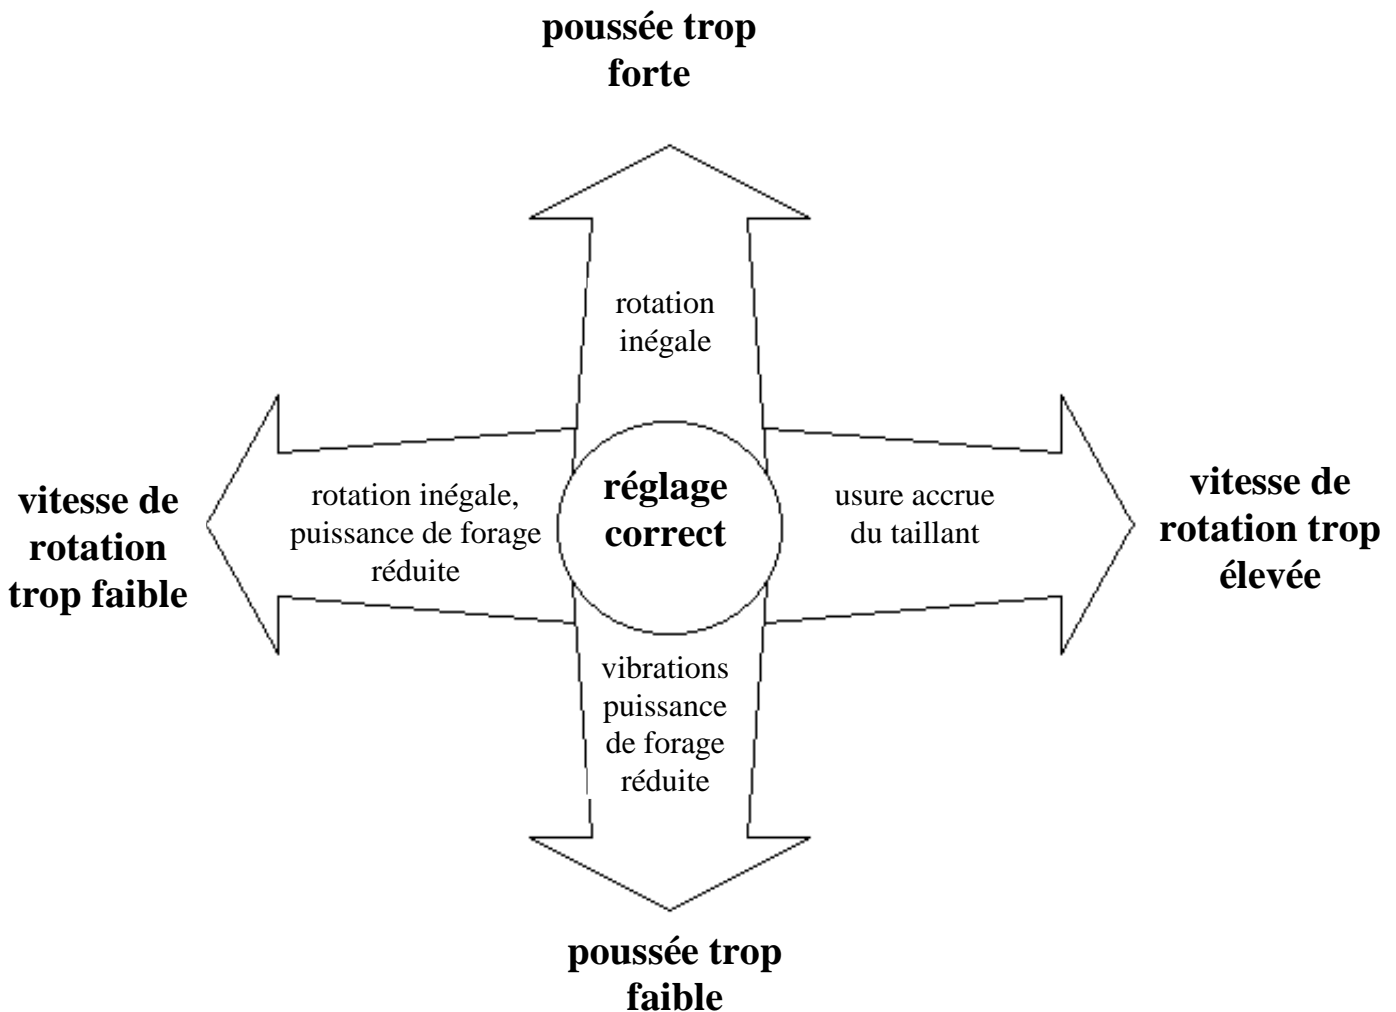 poussée trop
forte
rotation
inégale
vitesse de
rotation
trop faible
rotation inégale,
puissance de forage
réduite
réglage
correct
usure accrue
du taillant
vitesse de
rotation trop
élevée
vibrations
puissance
de forage
réduite
poussée trop
faible